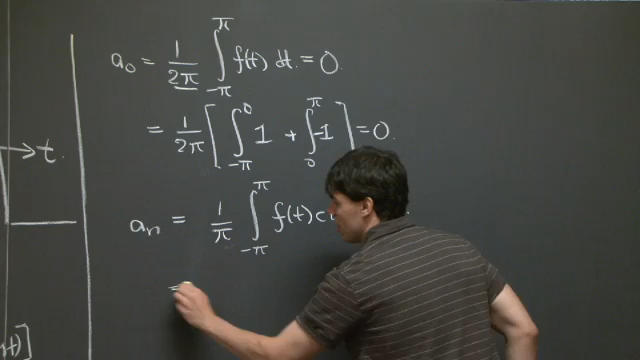 a₀ = 1/2π ∫_{-π}^{π} f(t) dt = 0.
= 1/2π [ ∫_{-π}^{0} 1 + ∫_{0}^{π} -1 ] = 0.
→ t.
aₙ = 1/π ∫_{-π}^{π} f(t) c
=
t)]